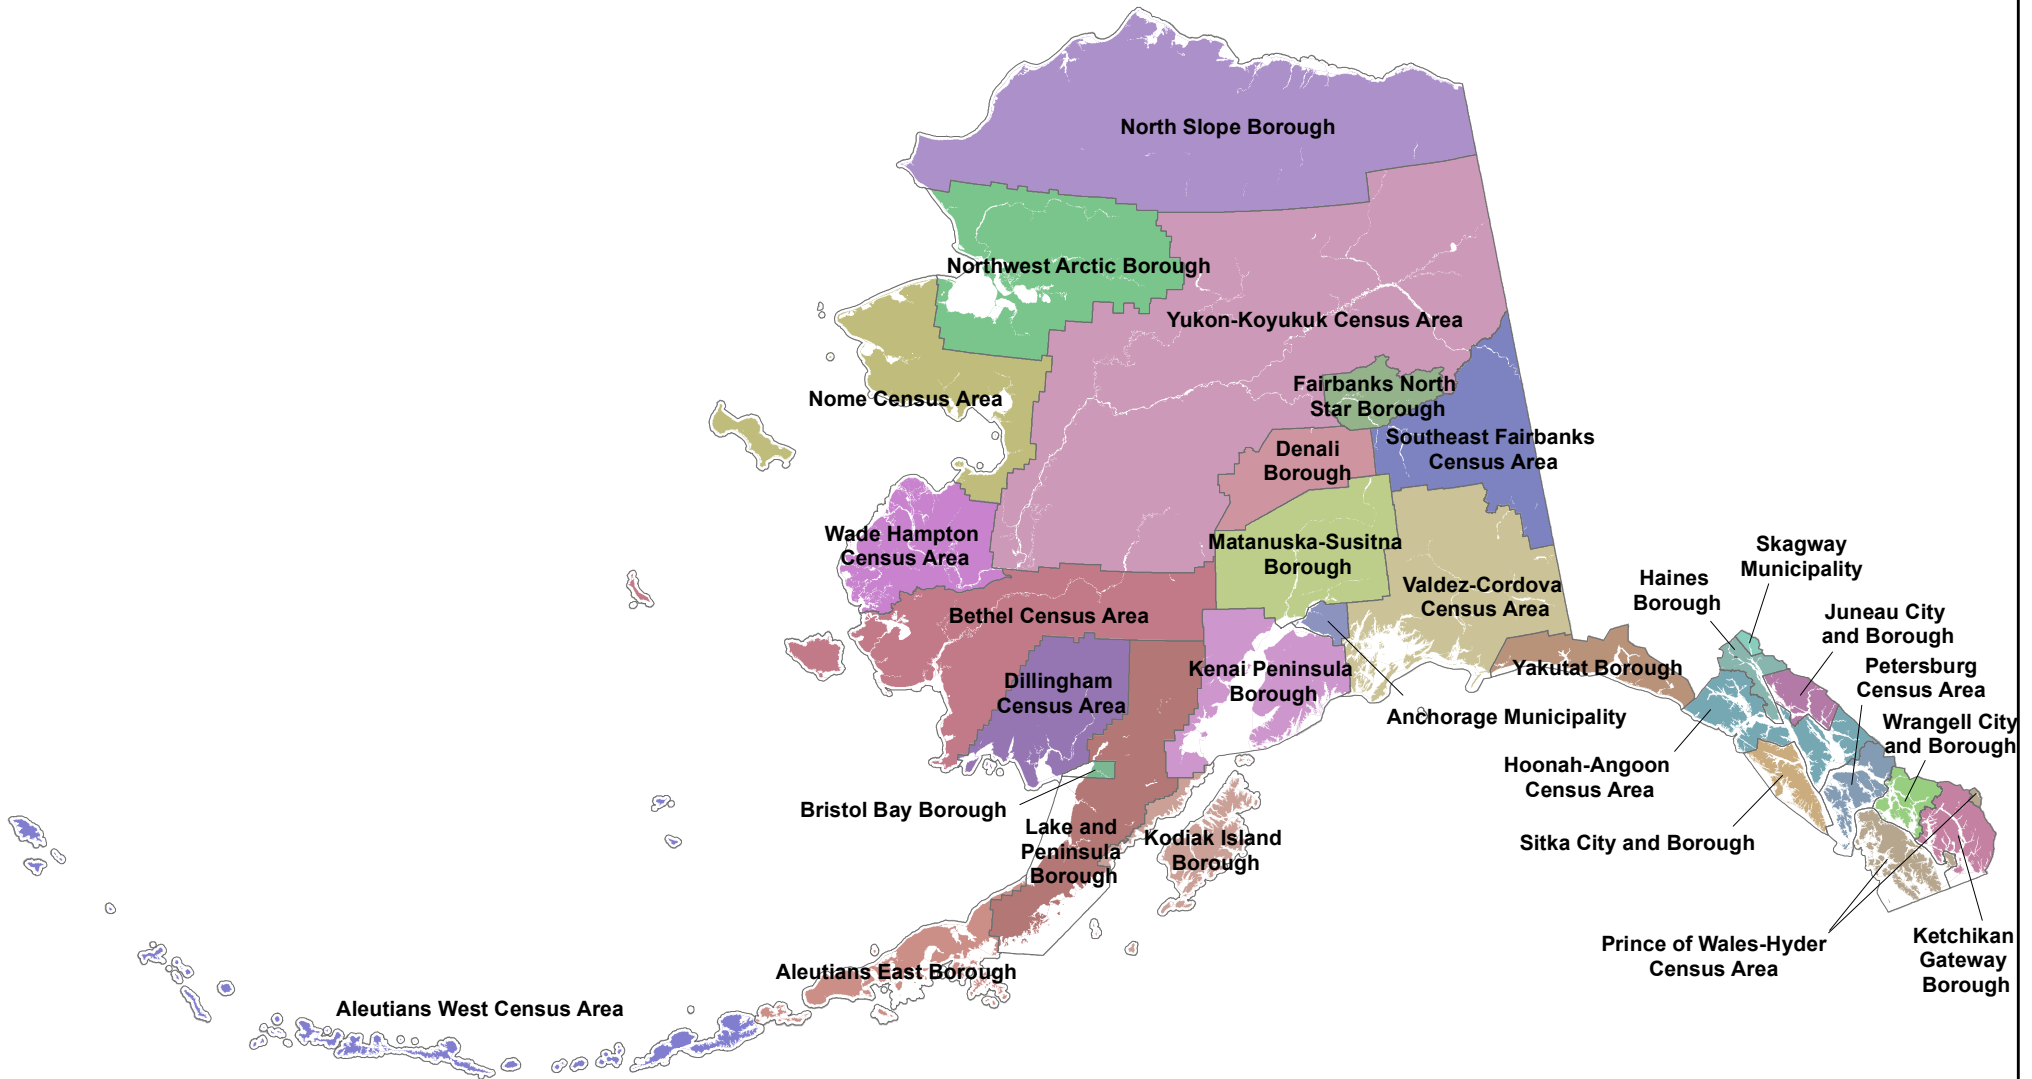 North Slope Borough
Northwest Arctic Borough
Yukon-Koyukuk Census Area
Nome Census Area
Fairbanks North
Star Borough
Southeast Fairbanks
Census Area
Denali
Borough
Wade Hampton
Census Area
Matanuska-Susitna
Borough
Valdez-Cordova
Census Area
Bethel Census Area
Skagway
Municipality
Haines
Borough
Juneau City
and Borough
Petersburg
Census Area
Dillingham
Census Area
Kenai Peninsula
Borough
Yakutat Borough
Anchorage Municipality
Wrangell City
and Borough
Hoonah-Angoon
Census Area
Bristol Bay Borough
Lake and
Peninsula
Borough
Kodiak Island
Borough
Sitka City and Borough
Prince of Wales-Hyder
Census Area
Ketchikan
Gateway
Borough
Aleutians East Borough
Aleutians West Census Area